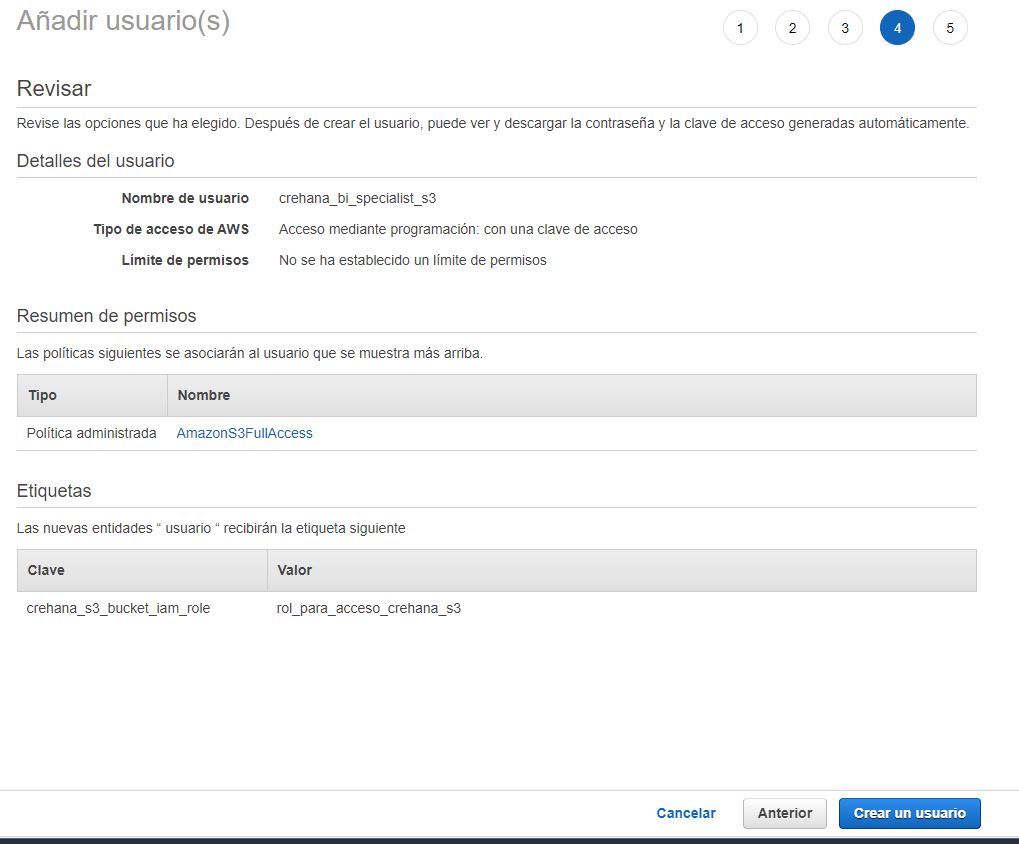 Añadir usuario(s)
1 2 3 4 5
Revisar
Revise las opciones que ha elegido. Después de crear el usuario, puede ver y descargar la contraseña y la clave de acceso generadas automáticamente.
Detalles del usuario
Nombre de usuario crehana_bi_specialist_s3
Tipo de acceso de AWS Acceso mediante programación: con una clave de acceso
Límite de permisos No se ha establecido un límite de permisos
Resumen de permisos
Las políticas siguientes se asociarán al usuario que se muestra más arriba.
Tipo Nombre
Política administrada AmazonS3FullAccess
Etiquetas
Las nuevas entidades “ usuario “ recibirán la etiqueta siguiente
Clave Valor
crehana_s3_bucket_iam_role rol_para_acceso_crehana_s3
Cancelar Anterior Crear un usuario